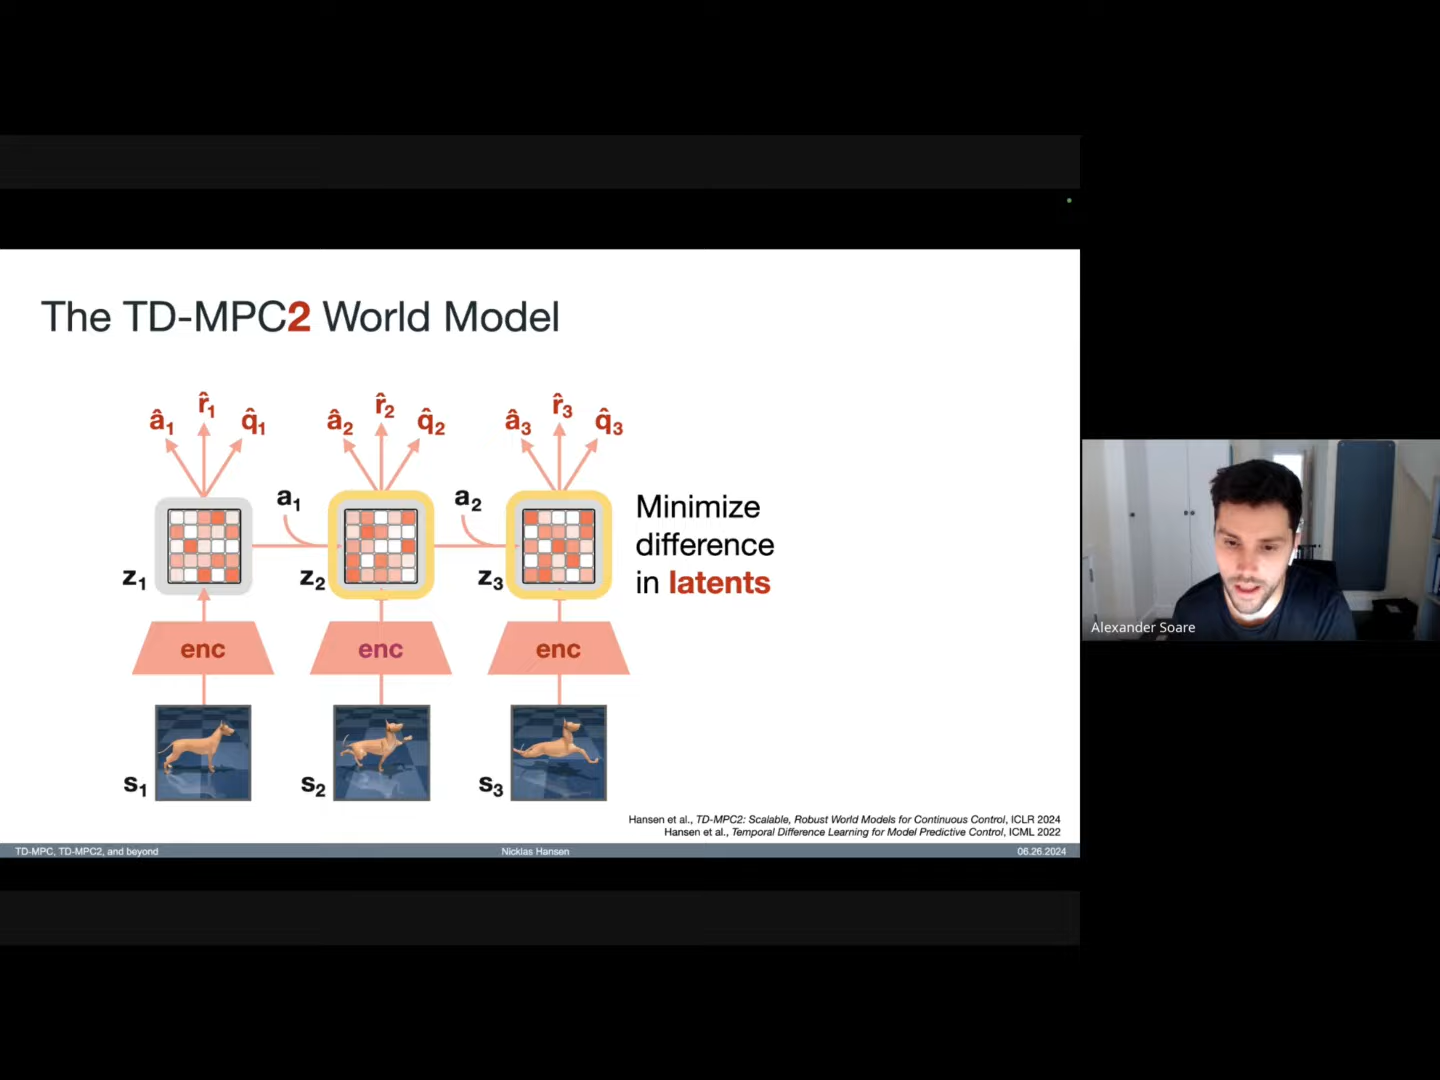 The TD-MPC2 World Model
â1 r̂1 q̂1 â2 r̂2 q̂2 â3 r̂3 q̂3
a1 a2
Minimize
difference
in latents
z1 z2 z3
enc enc enc
s1 s2 s3
Hansen et al., TD-MPC2: Scalable, Robust World Models for Continuous Control, ICLR 2024
Hansen et al., Temporal Difference Learning for Model Predictive Control, ICML 2022
TD-MPC, TD-MPC2, and beyond Nicklas Hansen 06.26.2024
Alexander Soare